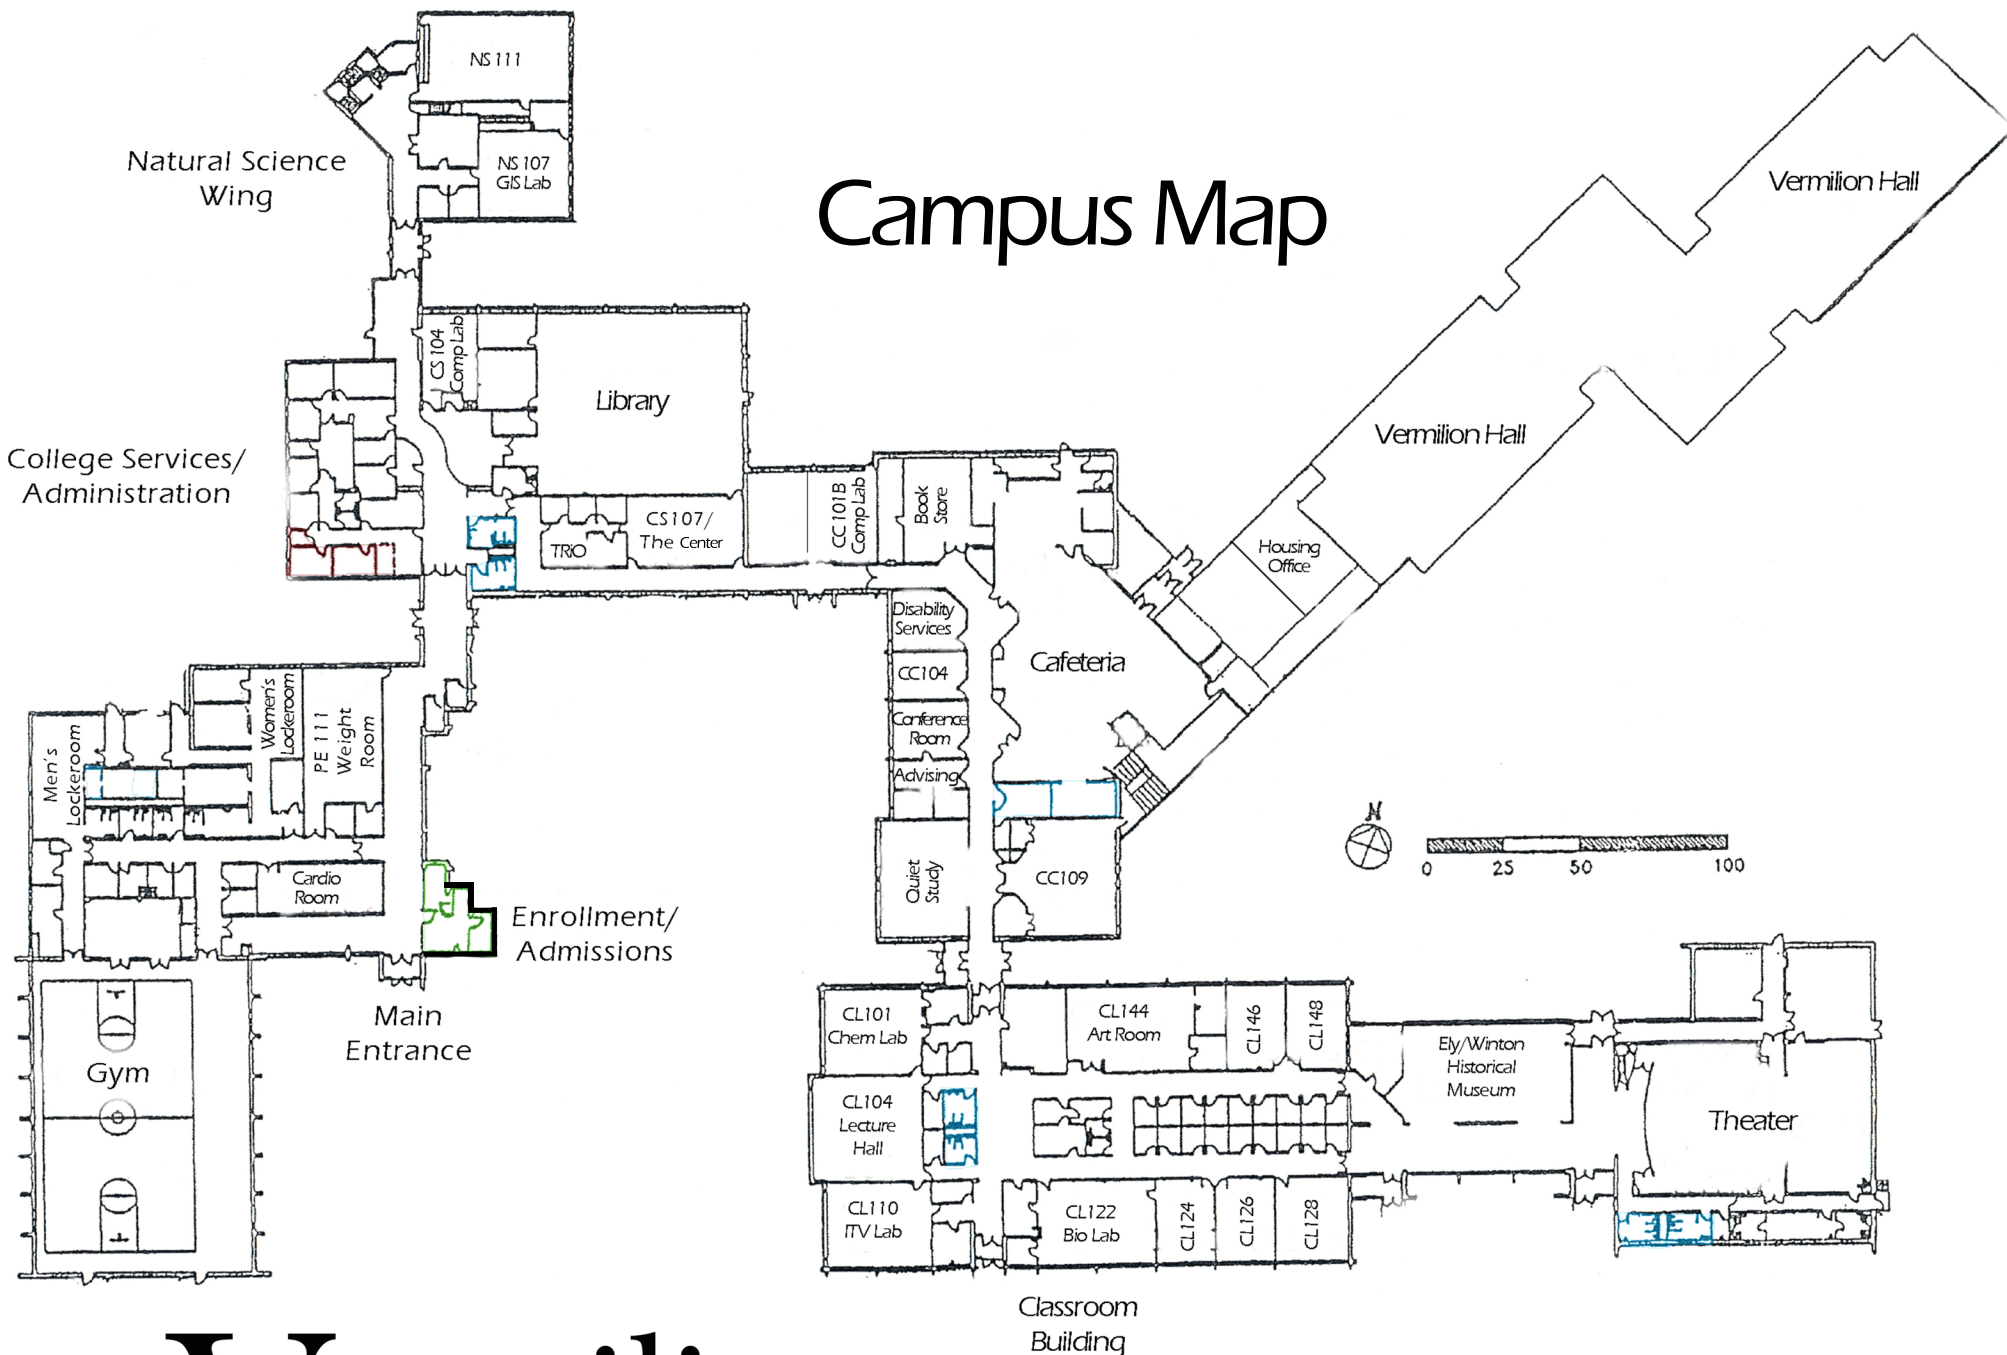 Campus Map
NS 111
NS 107
GIS Lab
Natural Science
Wing
Vermilion Hall
CS 104
Comp Lab
Library
Vermilion Hall
College Services/
Administration
CS107/
The Center
TRiO
CC 101B
Comp Lab
Book
Store
Housing
Office
Disability
Services
CC104
Conference
Room
Advising
Cafeteria
Men's
Lockeroom
Women's
Lockeroom
PE 111
Weight
Room
Cardio
Room
Quiet
Study
CC109
N
0 25 50 100
Enrollment/
Admissions
Main
Entrance
Gym
CL101
Chem Lab
CL144
Art Room
CL146
CL148
Ely/Winton
Historical
Museum
CL104
Lecture
Hall
Theater
CL110
ITV Lab
CL122
Bio Lab
CL124
CL126
CL128
Classroom
Building